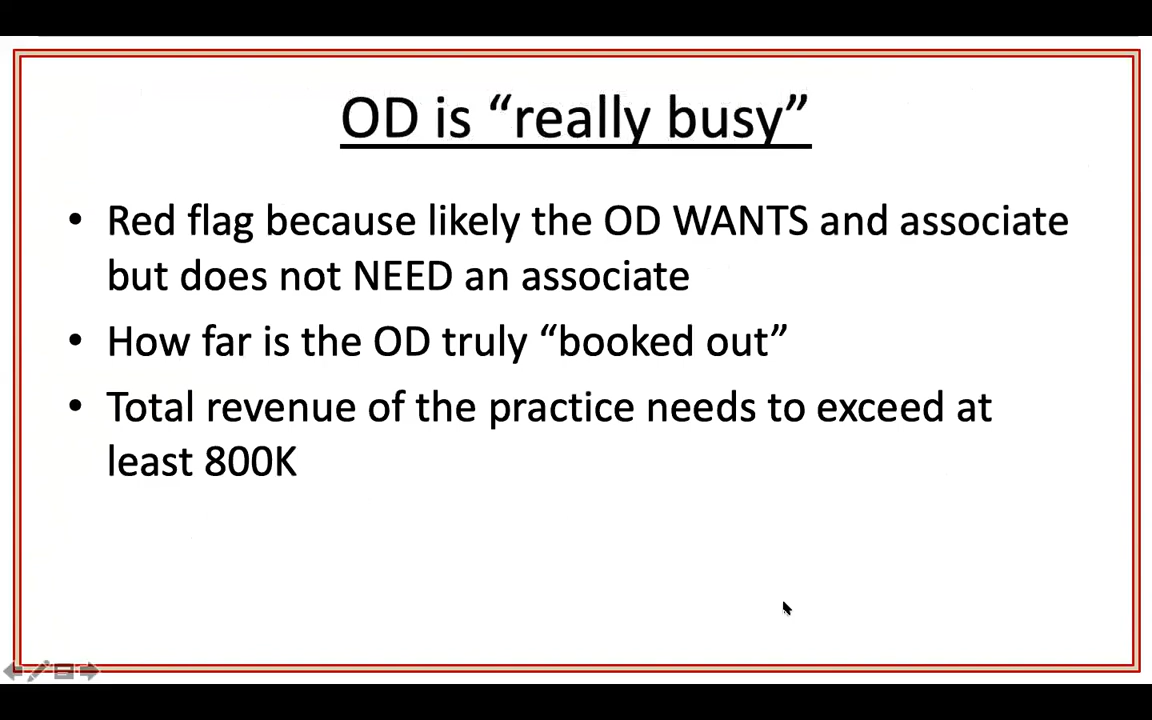 OD is “really busy”
• Red flag because likely the OD WANTS and associate
but does not NEED an associate
• How far is the OD truly “booked out”
• Total revenue of the practice needs to exceed at
least 800K